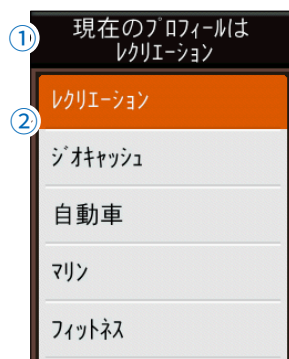 ① 現在のﾌﾟﾛﾌｨｰﾙは
ﾚｸﾘｴｰｼｮﾝ
ﾚｸﾘｴｰｼｮﾝ
②
ｼﾞｵｷｬｯｼｭ
自動車
ﾏﾘﾝ
ﾌｨｯﾄﾈｽ